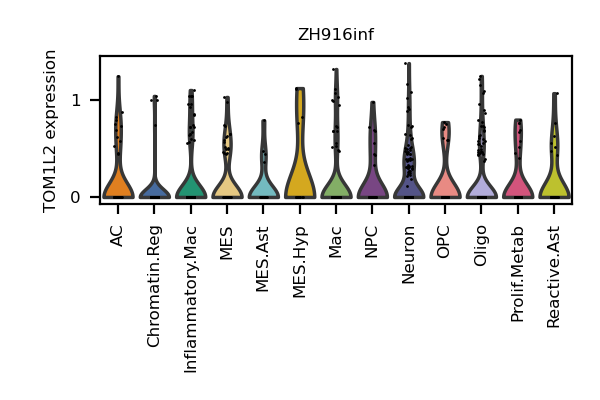 ZH916inf
TOM1L2 expression
1
0
AC
Chromatin.Reg
Inflammatory.Mac
MES
MES.Ast
MES.Hyp
Mac
NPC
Neuron
OPC
Oligo
Prolif.Metab
Reactive.Ast